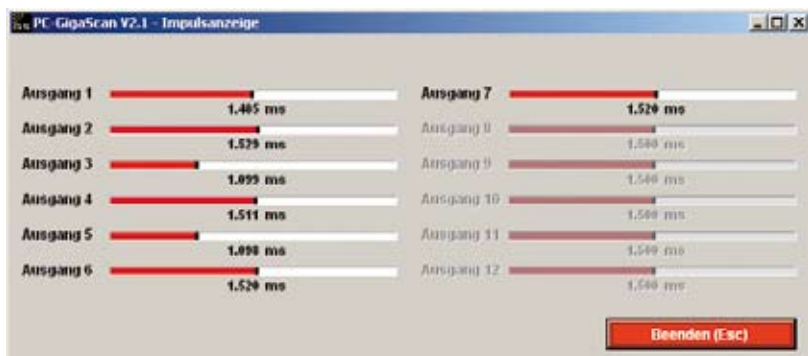 PC-GigaScan V2.1 - Impulsanzeige
Ausgang 1
1.405 ms
Ausgang 2
1.529 ms
Ausgang 3
1.099 ms
Ausgang 4
1.511 ms
Ausgang 5
1.098 ms
Ausgang 6
1.520 ms
Ausgang 7
1.520 ms
Ausgang 8
1.500 ms
Ausgang 9
1.500 ms
Ausgang 10
1.500 ms
Ausgang 11
1.500 ms
Ausgang 12
1.500 ms
Beenden (Esc)